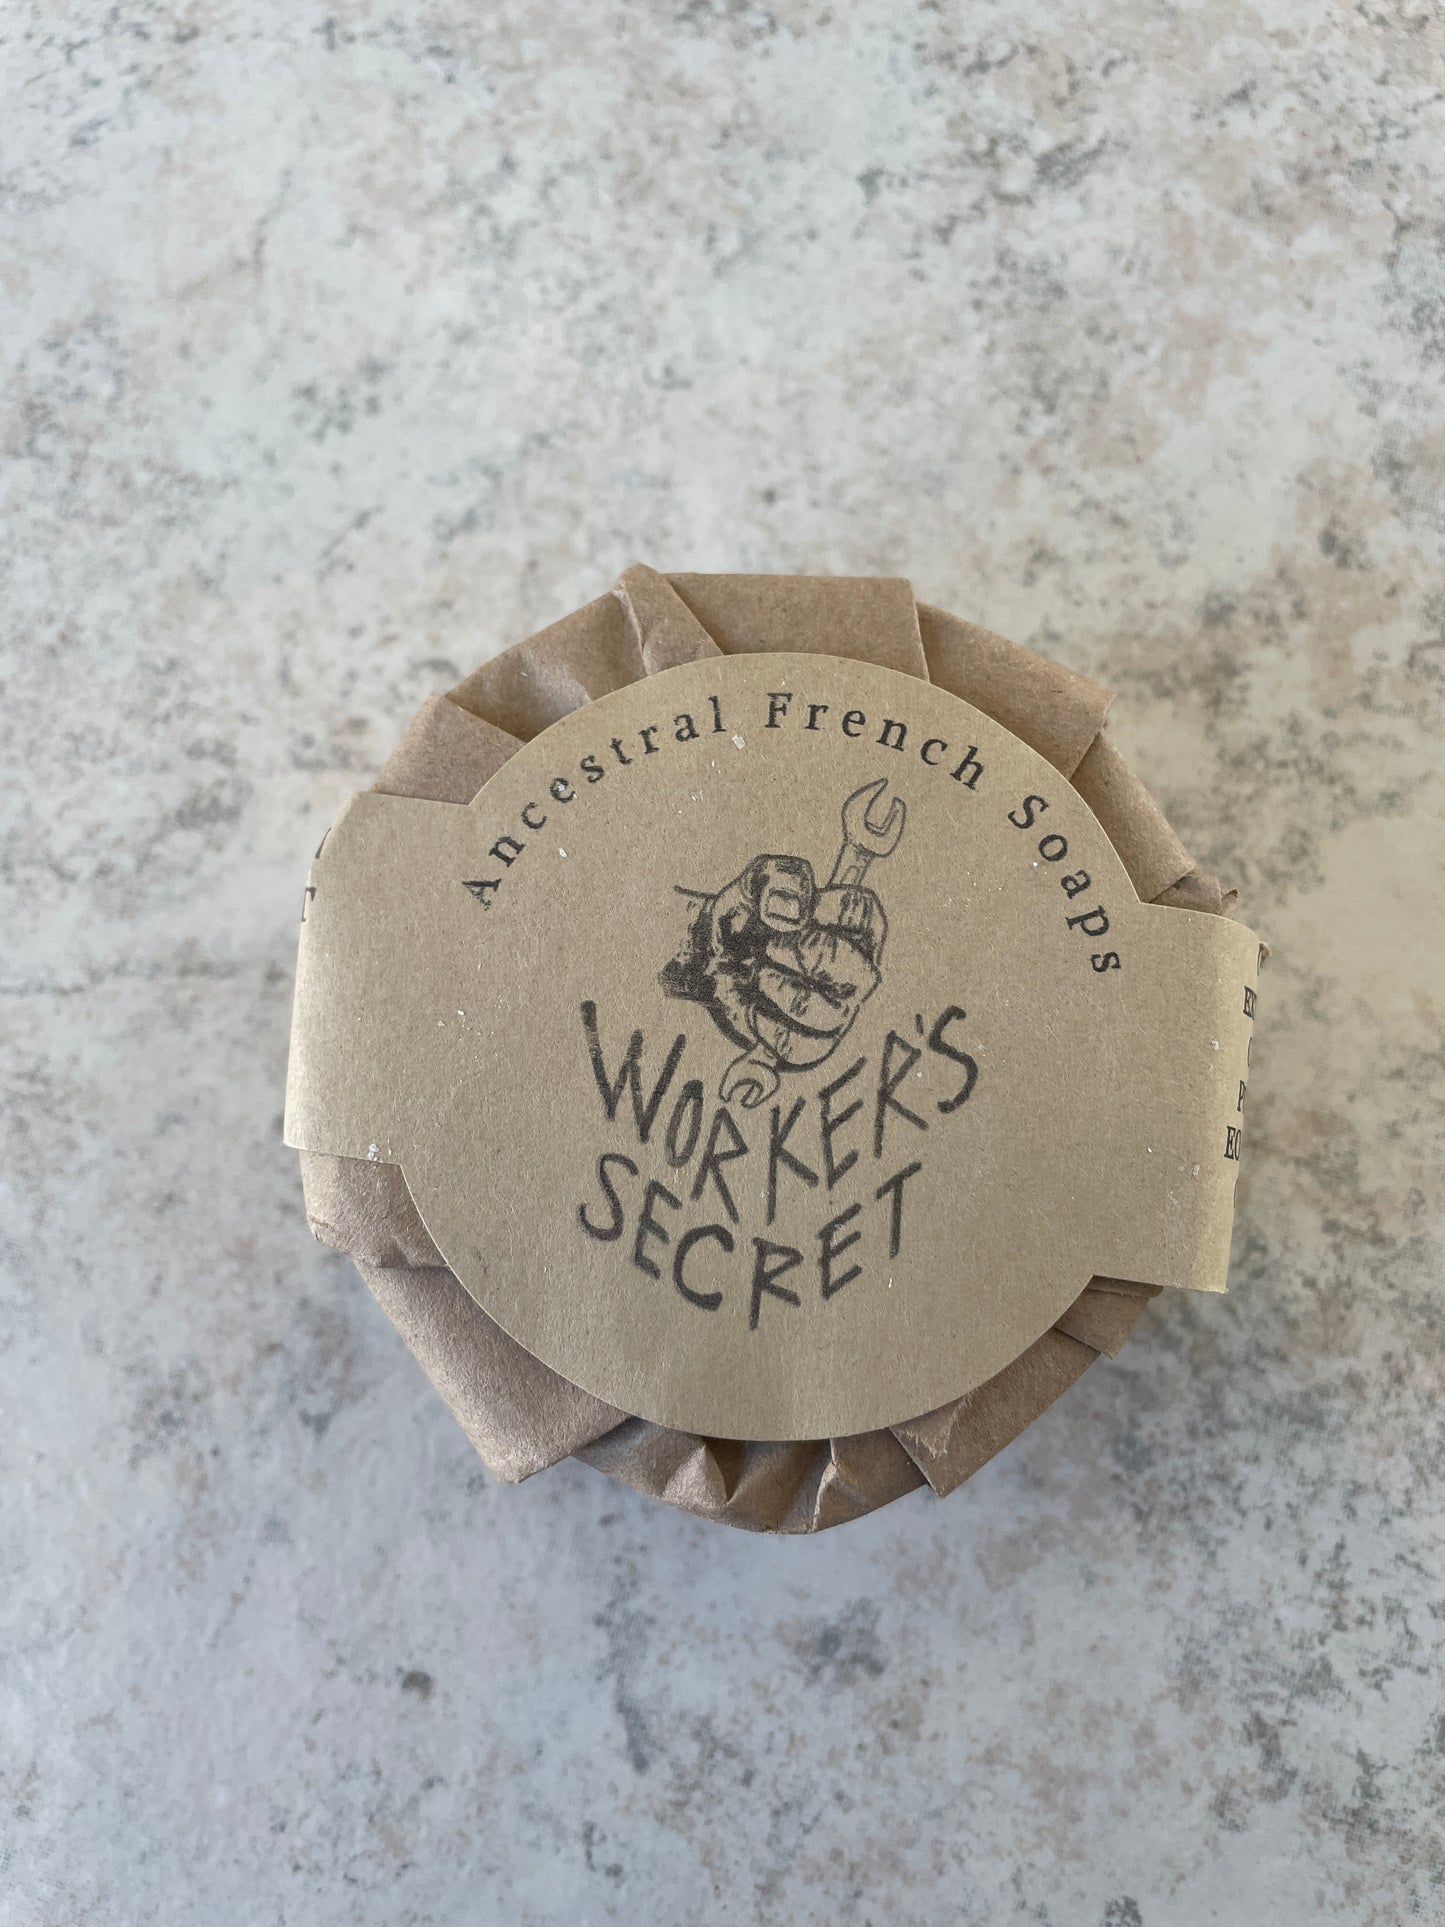 Ancestral French Soaps
WORKER'S
SECRET